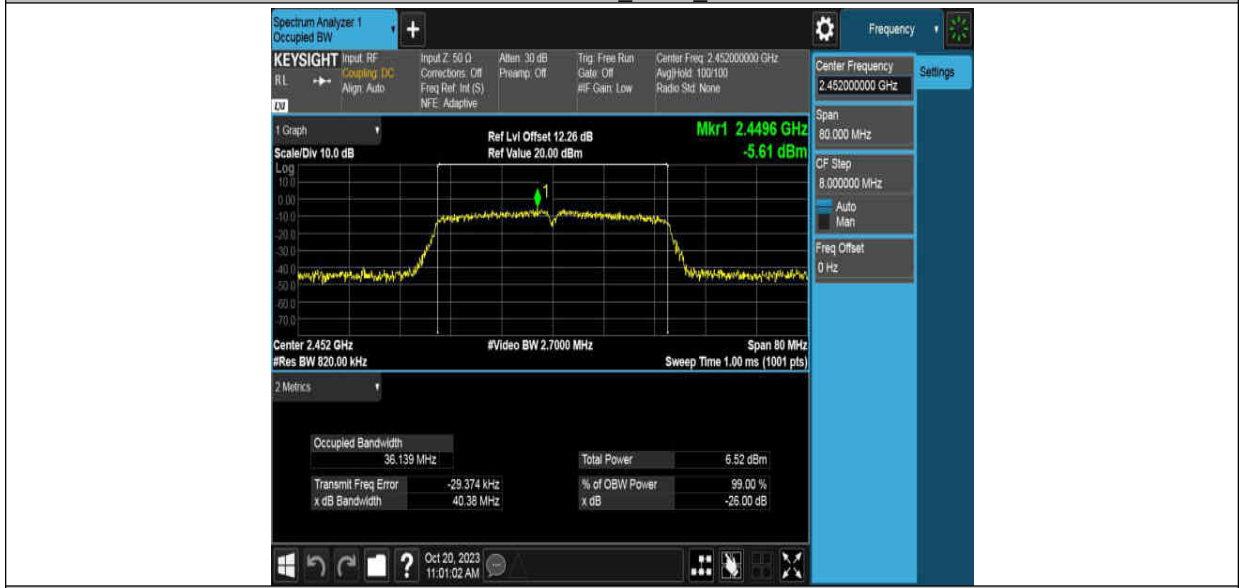 Spectrum Analyzer 1
Occupied BW
+
Frequency
KEYSIGHT
RL
Input: RF
Coupling: DC
Align: Auto
Input Z: 50 Ω
Corrections: Off
Freq Ref: Int (S)
NFE: Adaptive
Atten: 30 dB
Preamp: Off
Trig: Free Run
Gate: Off
#IF Gain: Low
Center Freq: 2.452000000 GHz
Avg|Hold: 100/100
Radio Std: None
Center Frequency
2.452000000 GHz
Settings
Span
80.000 MHz
CF Step
8.000000 MHz
Auto
Man
Freq Offset
0 Hz
1 Graph
Scale/Div 10.0 dB
Ref Lvl Offset 12.26 dB
Ref Value 20.00 dBm
Mkr1 2.4496 GHz
-5.61 dBm
Log
10.0
0.00
-10.0
-20.0
-30.0
-40.0
-50.0
-60.0
-70.0
1
Center 2.452 GHz
#Video BW 2.7000 MHz
Span 80 MHz
#Res BW 820.00 kHz
Sweep Time 1.00 ms (1001 pts)
2 Metrics
Occupied Bandwidth
36.139 MHz
Total Power 6.52 dBm
Transmit Freq Error -29.374 kHz
% of OBW Power 99.00 %
x dB Bandwidth 40.38 MHz
x dB -26.00 dB
?
Oct 20, 2023
11:01:02 AM